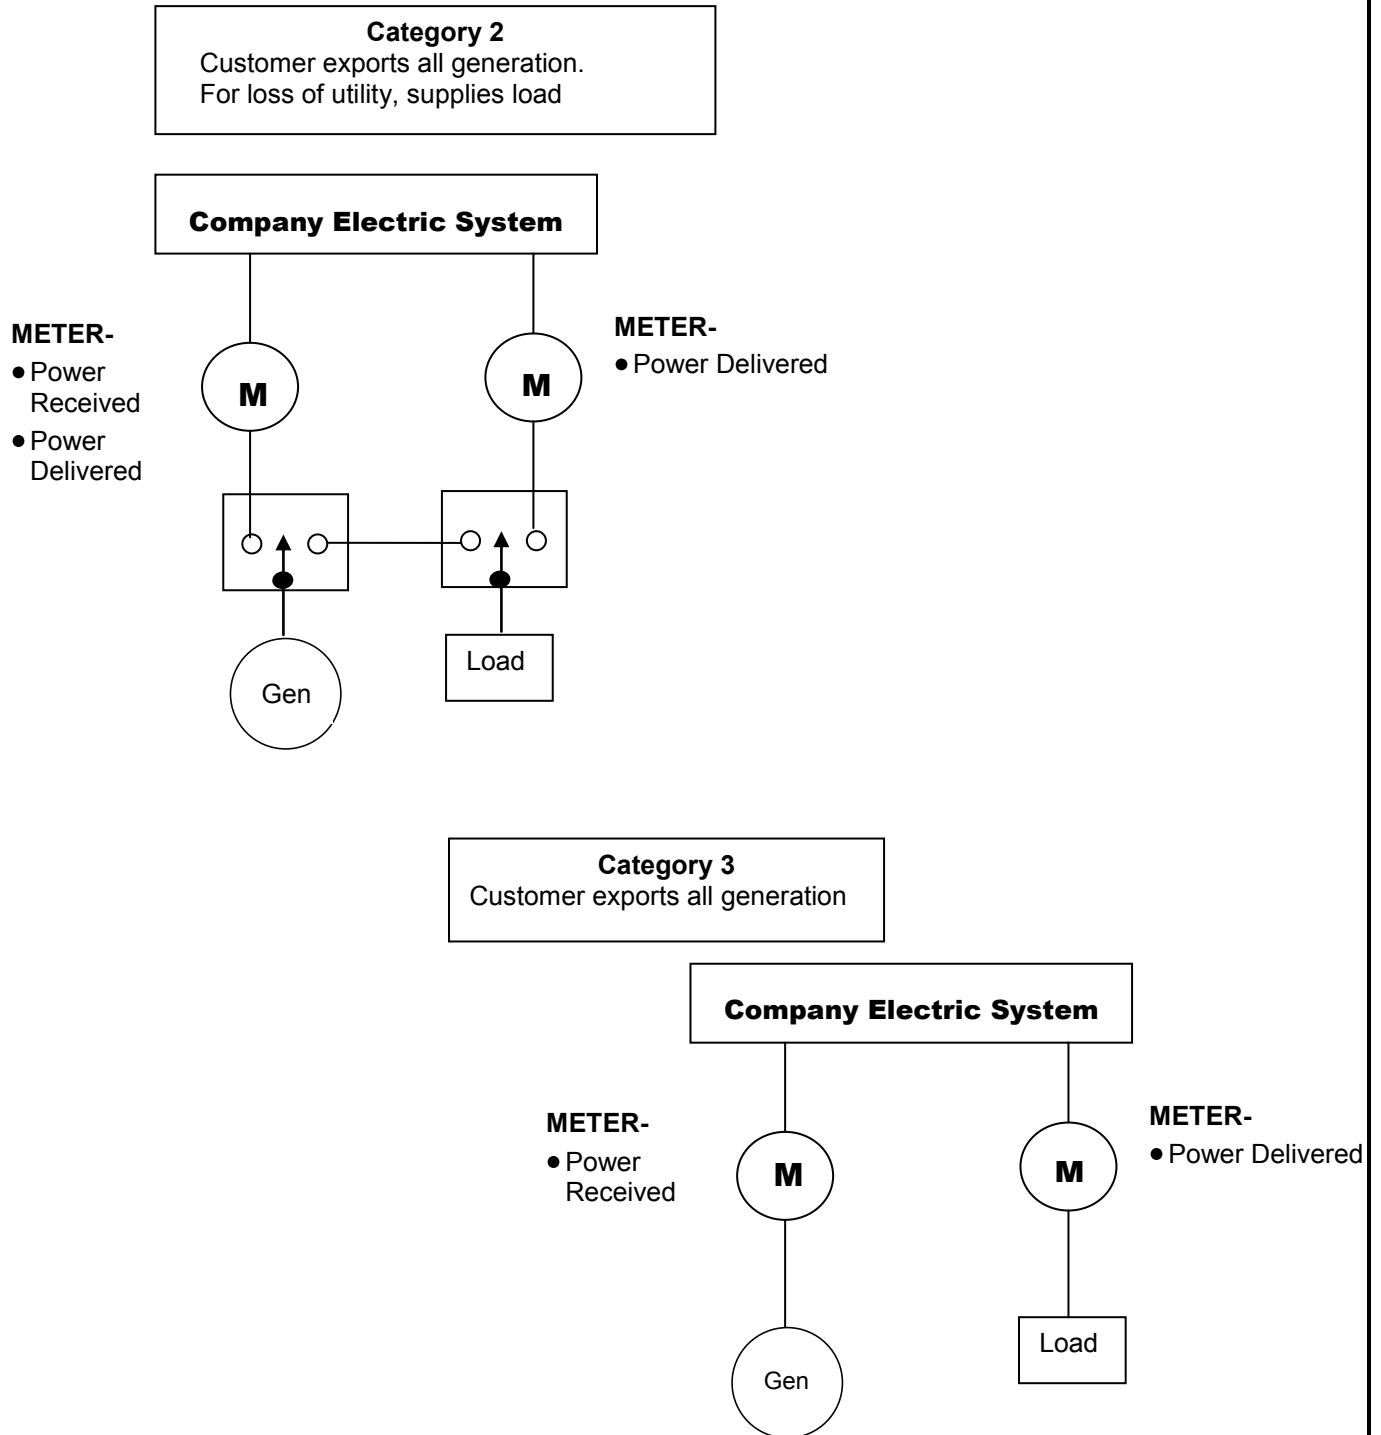 Category 2
Customer exports all generation.
For loss of utility, supplies load
Company Electric System
METER-
● Power
Received
● Power
Delivered
M
M
METER-
● Power Delivered
Gen
Load
Category 3
Customer exports all generation
Company Electric System
METER-
● Power
Received
M
M
METER-
● Power Delivered
Gen
Load